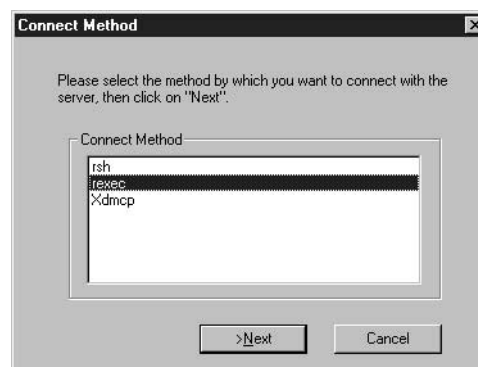 Connect Method
Please select the method by which you want to connect with the
server, then click on "Next".
Connect Method
rsh
rexec
Xdmcp
>Next
Cancel